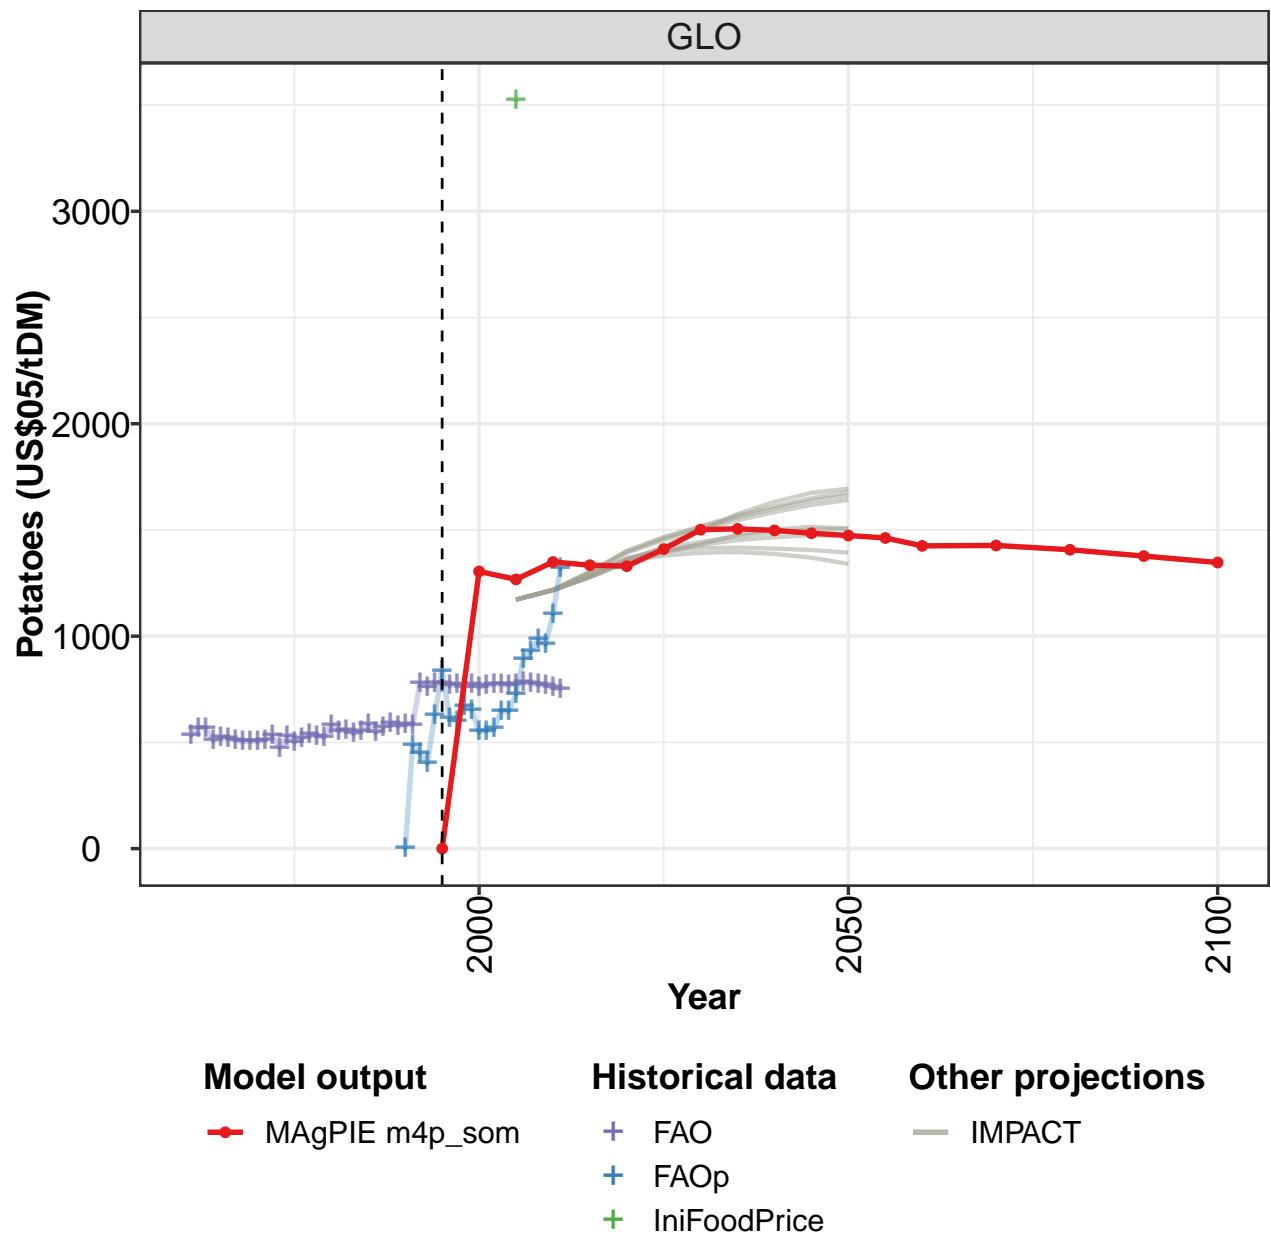 GLO
Potatoes (US$05/tDM)
3000
2000
1000
0
2000
2050
2100
Year
Model output
MAgPIE m4p_som
Historical data
FAO
FAOp
IniFoodPrice
Other projections
IMPACT